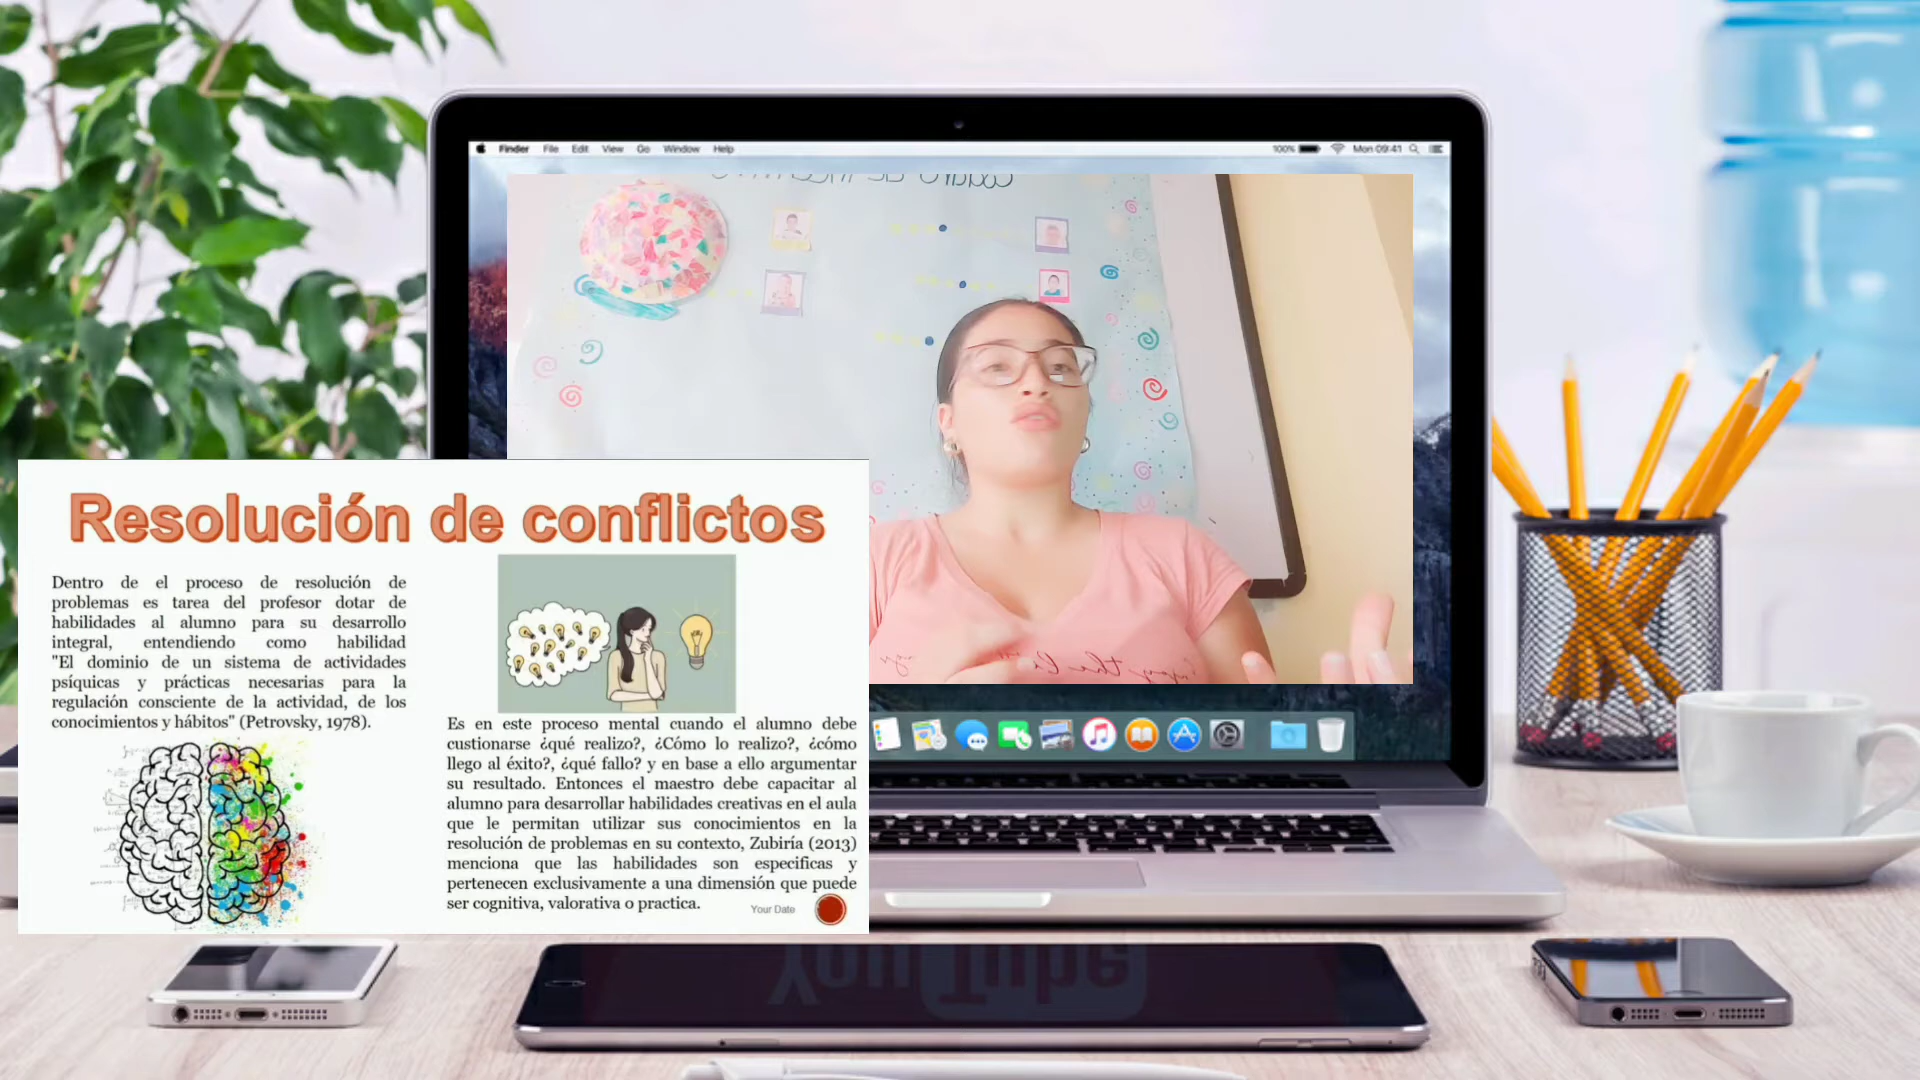 Finder File Edit View Go Window Help
100% Mon 09:41
CUADRO DE INCENTIVOS
Resolución de conflictos
Dentro de el proceso de resolución de
problemas es tarea del profesor dotar de
habilidades al alumno para su desarrollo
integral, entendiendo como habilidad
"El dominio de un sistema de actividades
psíquicas y prácticas necesarias para la
regulación consciente de la actividad, de los
conocimientos y hábitos" (Petrovsky, 1978).
Es en este proceso mental cuando el alumno debe
custionarse ¿qué realizo?, ¿Cómo lo realizo?, ¿cómo
llego al éxito?, ¿qué fallo? y en base a ello argumentar
su resultado. Entonces el maestro debe capacitar al
alumno para desarrollar habilidades creativas en el aula
que le permitan utilizar sus conocimientos en la
resolución de problemas en su contexto, Zubiría (2013)
menciona que las habilidades son especificas y
pertenecen exclusivamente a una dimensión que puede
ser cognitiva, valorativa o practica.
Your Date
Enjoy the
YouTube